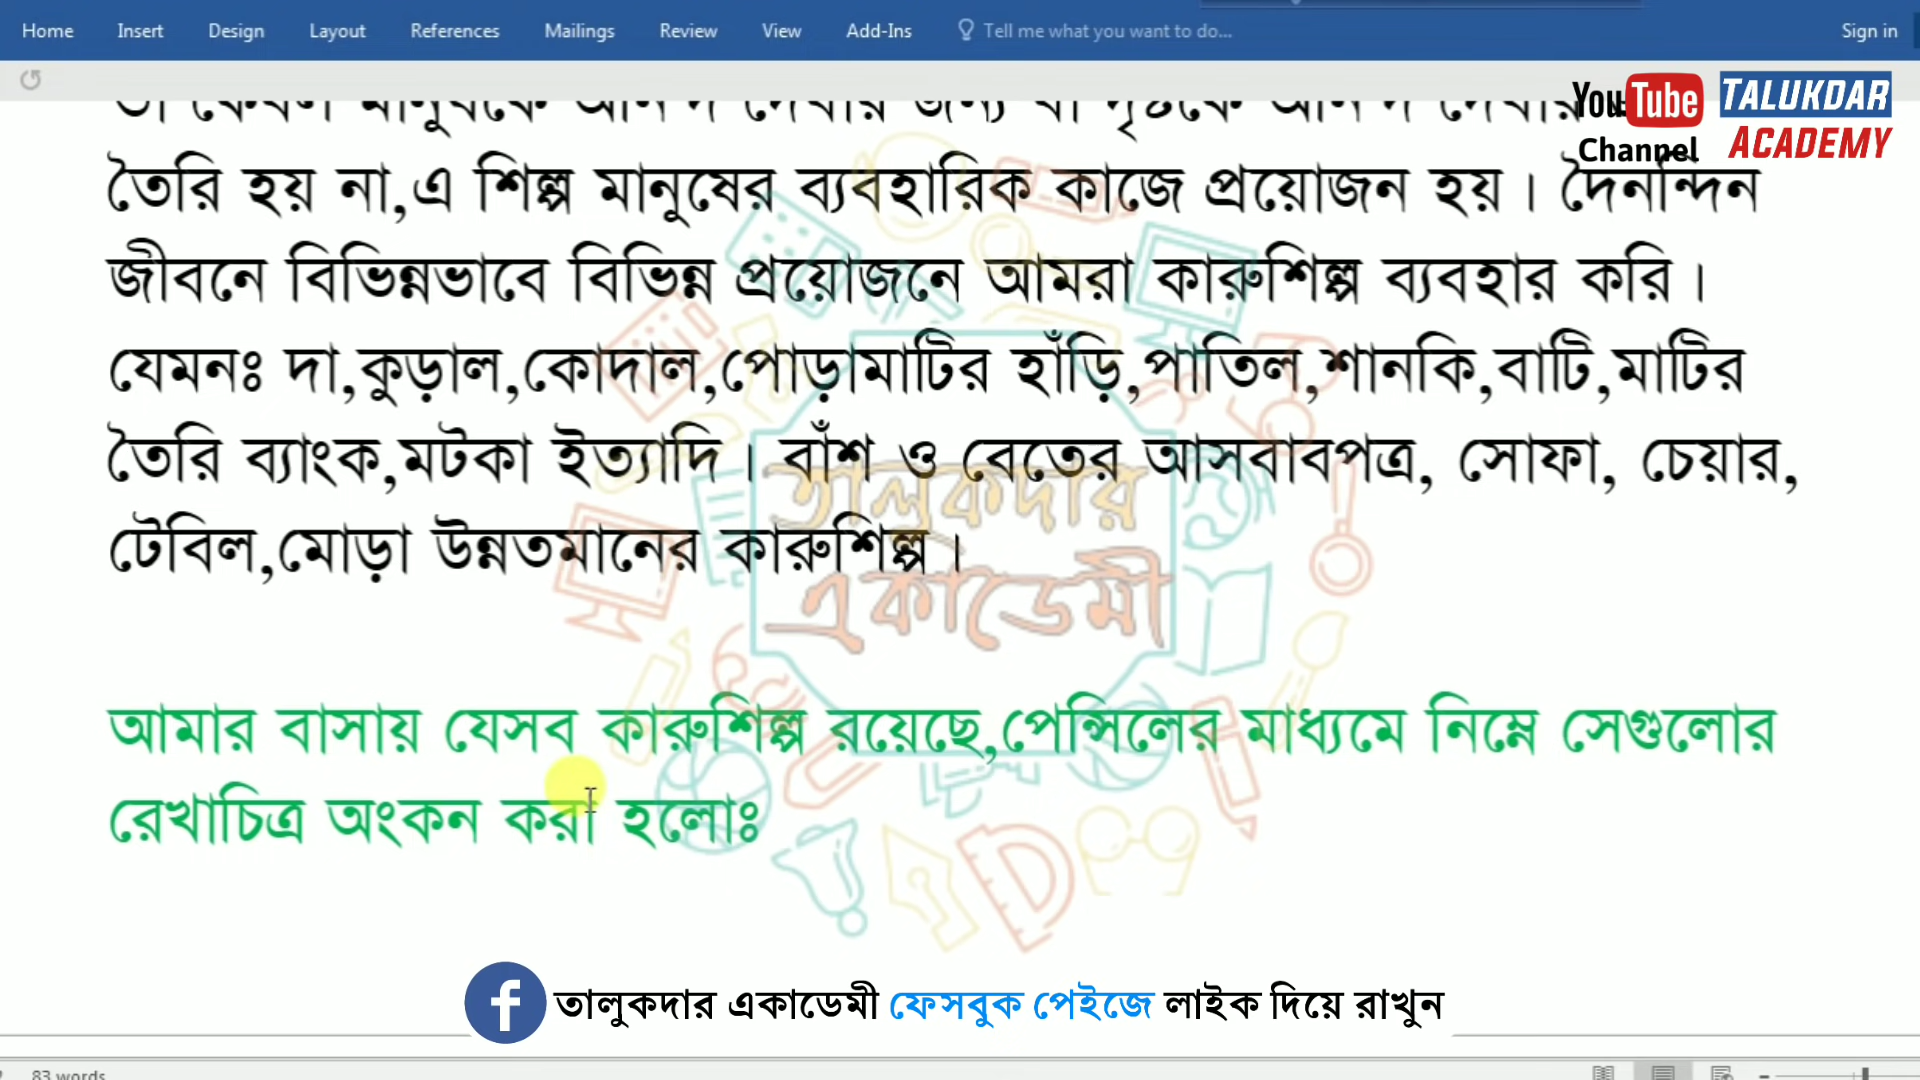 Home Insert Design Layout References Mailings Review View Add-Ins Tell me what you want to do... Sign in
YouTube TALUKDAR
Channel ACADEMY
তৈরি হয় না,এ শিল্প মানুষের ব্যবহারিক কাজে প্রয়োজন হয়। দৈনন্দিন
জীবনে বিভিন্নভাবে বিভিন্ন প্রয়োজনে আমরা কারুশিল্প ব্যবহার করি।
যেমনঃ দা,কুড়াল,কোদাল,পোড়ামাটির হাঁড়ি,পাতিল,শানকি,বাটি,মাটির
তৈরি ব্যাংক,মটকা ইত্যাদি। বাঁশ ও বেতের আসবাবপত্র, সোফা, চেয়ার,
তালুকদার
টেবিল,মোড়া উন্নতমানের কারুশিল্প।
একাডেমী
আমার বাসায় যেসব কারুশিল্প রয়েছে,পেন্সিলের মাধ্যমে নিম্নে সেগুলোর
রেখাচিত্র অংকন করা হলোঃ
f তালুকদার একাডেমী ফেসবুক পেইজে লাইক দিয়ে রাখুন
83 words